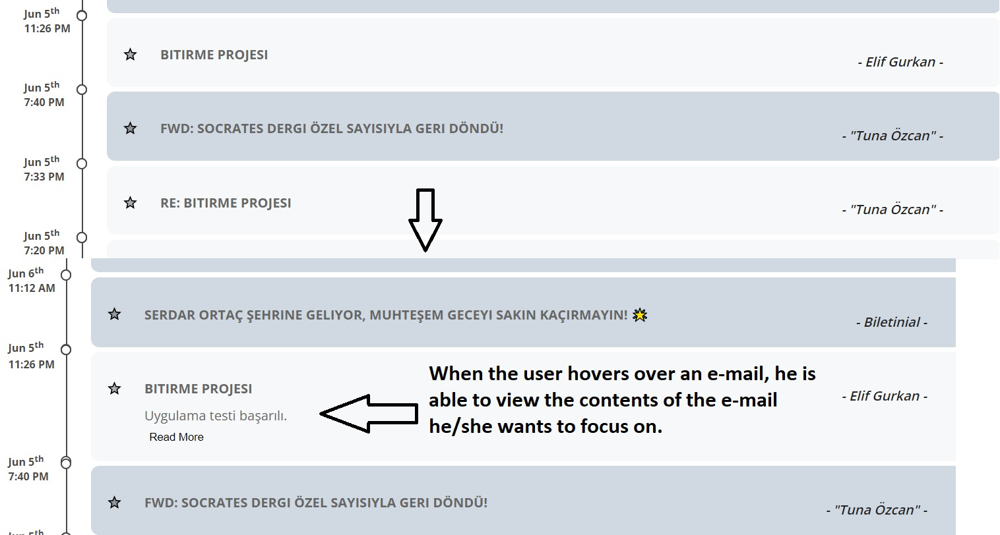 Jun 5th
11:26 PM
BITIRME PROJESI
- Elif Gurkan -
Jun 5th
7:40 PM
FWD: SOCRATES DERGI ÖZEL SAYISIYLA GERI DÖNDÜ!
- "Tuna Özcan" -
Jun 5th
7:33 PM
RE: BITIRME PROJESI
- "Tuna Özcan" -
Jun 5th
7:20 PM
Jun 6th
11:12 AM
SERDAR ORTAÇ ŞEHRINE GELIYOR, MUHTEŞEM GECEYI SAKIN KAÇIRMAYIN! 🌟
- Biletinial -
Jun 5th
11:26 PM
BITIRME PROJESI
Uygulama testi başarılı.
Read More
- Elif Gurkan -
When the user hovers over an e-mail, he is
able to view the contents of the e-mail
he/she wants to focus on.
Jun 5th
7:40 PM
FWD: SOCRATES DERGI ÖZEL SAYISIYLA GERI DÖNDÜ!
- "Tuna Özcan" -
Jun 5th